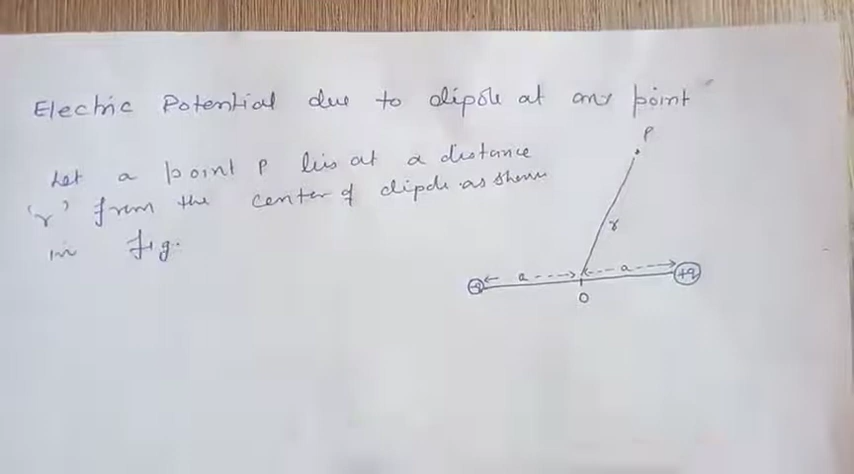 Electric Potential due to dipole at any point
Let a point P lies at a distance
'r' from the center of dipole as shown
in fig.
P
r
-q a a +q
O